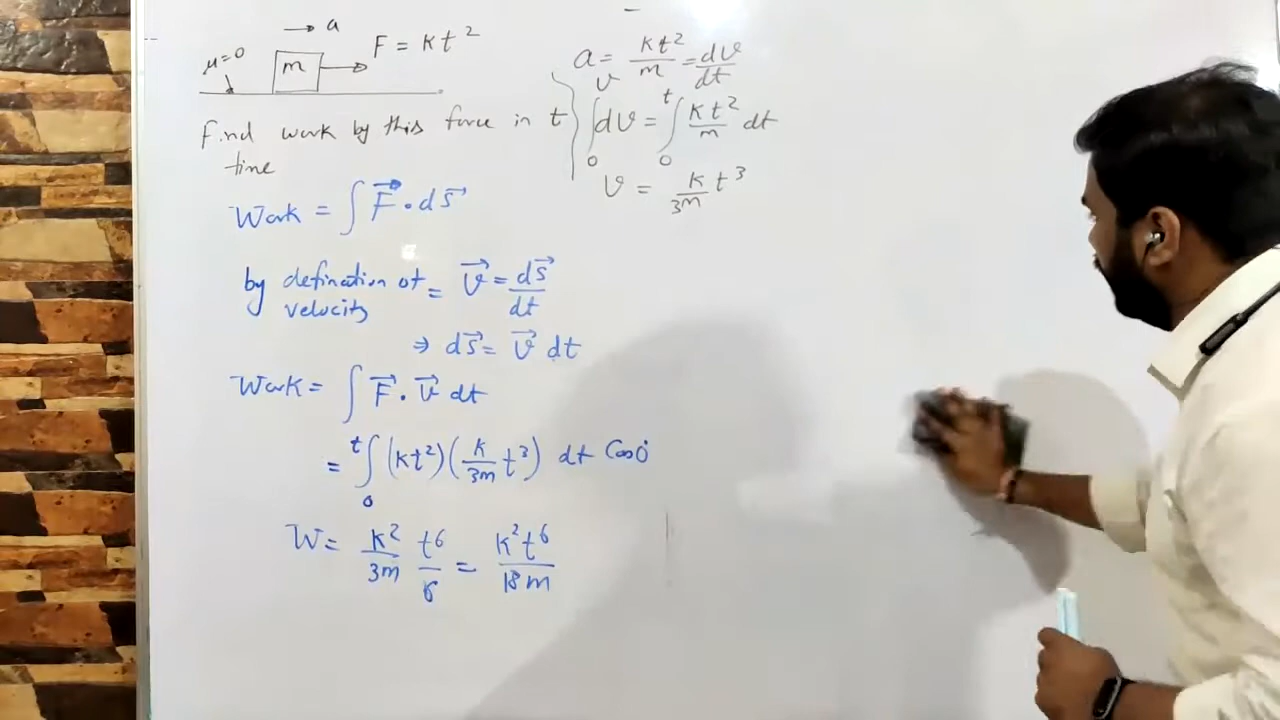 → a
μ=0
m
F = kt²
Find work by this force in t
time
Work = ∫ F⃗ · ds⃗
by defination of = v⃗ = ds⃗/dt
velocity
⇒ ds⃗ = v⃗ dt
Work = ∫ F⃗ · v⃗ dt
= ∫₀ᵗ (kt²)(k/3m t³) dt Cos0°
W = k²/3m t⁶/6 = k²t⁶/18m
a = kt²/m = dv/dt
∫₀ᵛ dv = ∫₀ᵗ kt²/m dt
v = k/3m t³